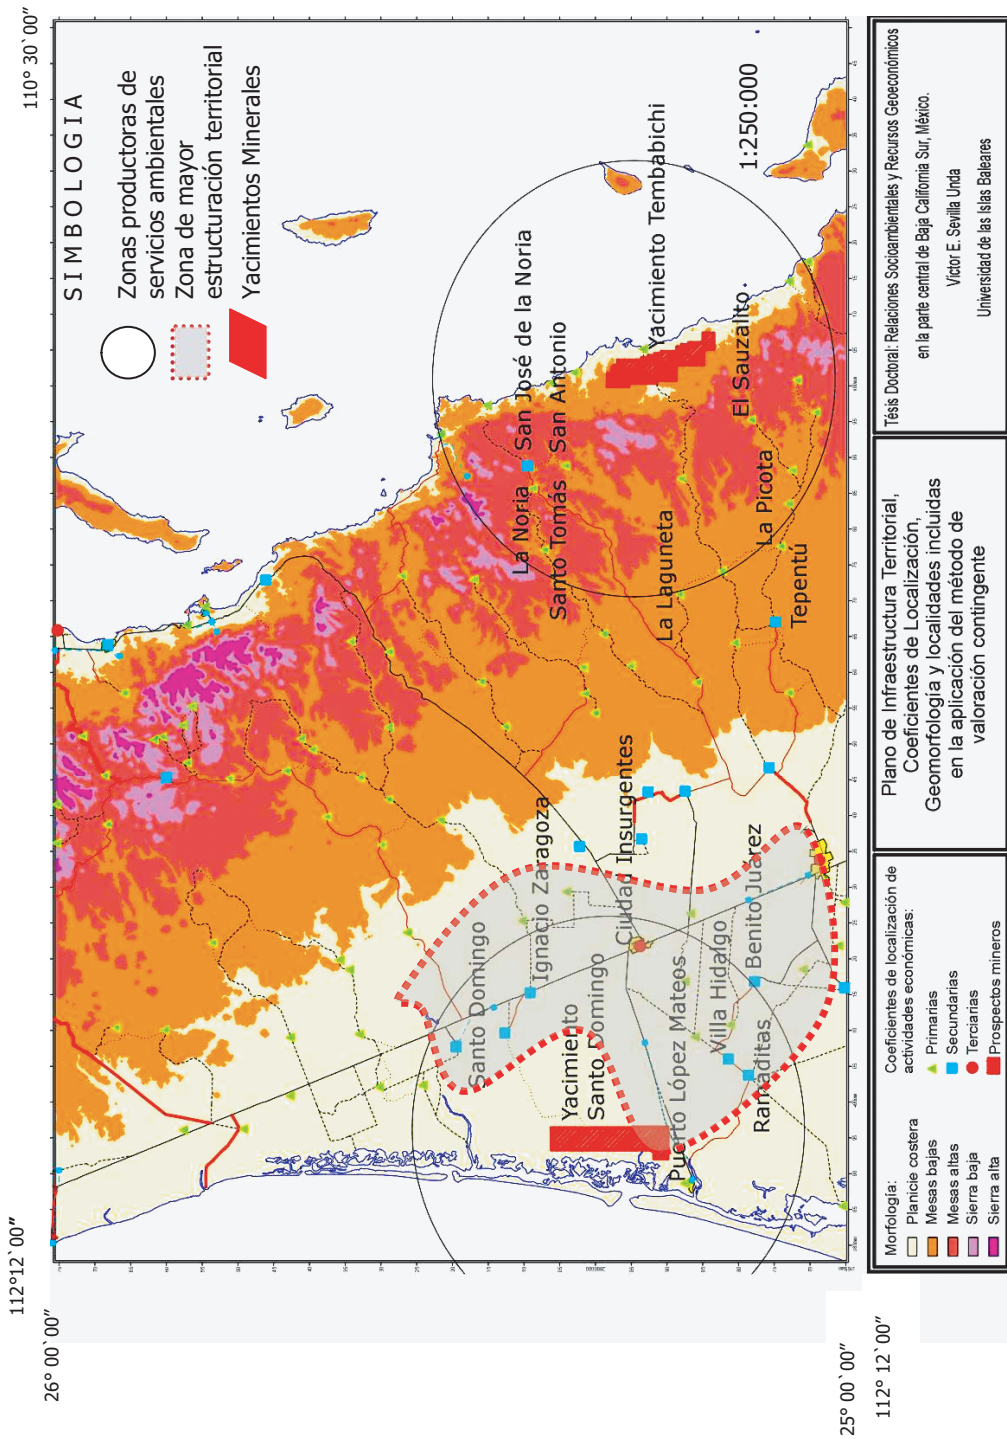 112° 12` 00”
110° 30` 00”
26° 00` 00”
25° 00` 00”
112° 12` 00”
SIMBOLOGIA
Zonas productoras de
servicios ambientales
Zona de mayor
estructuración territorial
Yacimientos Minerales
San José de la Noria
La Noria
San Antonio
Santo Tomás
Yacimiento Tembabichi
La Laguneta
El Sauzalito
La Picota
Tepentú
1:250:000
Santo Domingo
Ignacio Zaragoza
Yacimiento
Santo Domingo
Ciudad Insurgentes
Puerto López Mateos
Villa Hidalgo
Benito Juárez
Ramaditas
Morfología:
Planicie costera
Mesas bajas
Mesas altas
Sierra baja
Sierra alta
Coeficientes de localización de
actividades económicas:
Primarias
Secundarias
Terciarias
Prospectos mineros
Plano de Infraestructura Territorial,
Coeficientes de Localización,
Geomorfología y localidades incluidas
en la aplicación del método de
valoración contingente
Tésis Doctoral: Relaciones Socioambientales y Recursos Geoeconómicos
en la parte central de Baja California Sur, México.
Víctor E. Sevilla Unda
Universidad de las Islas Baleares